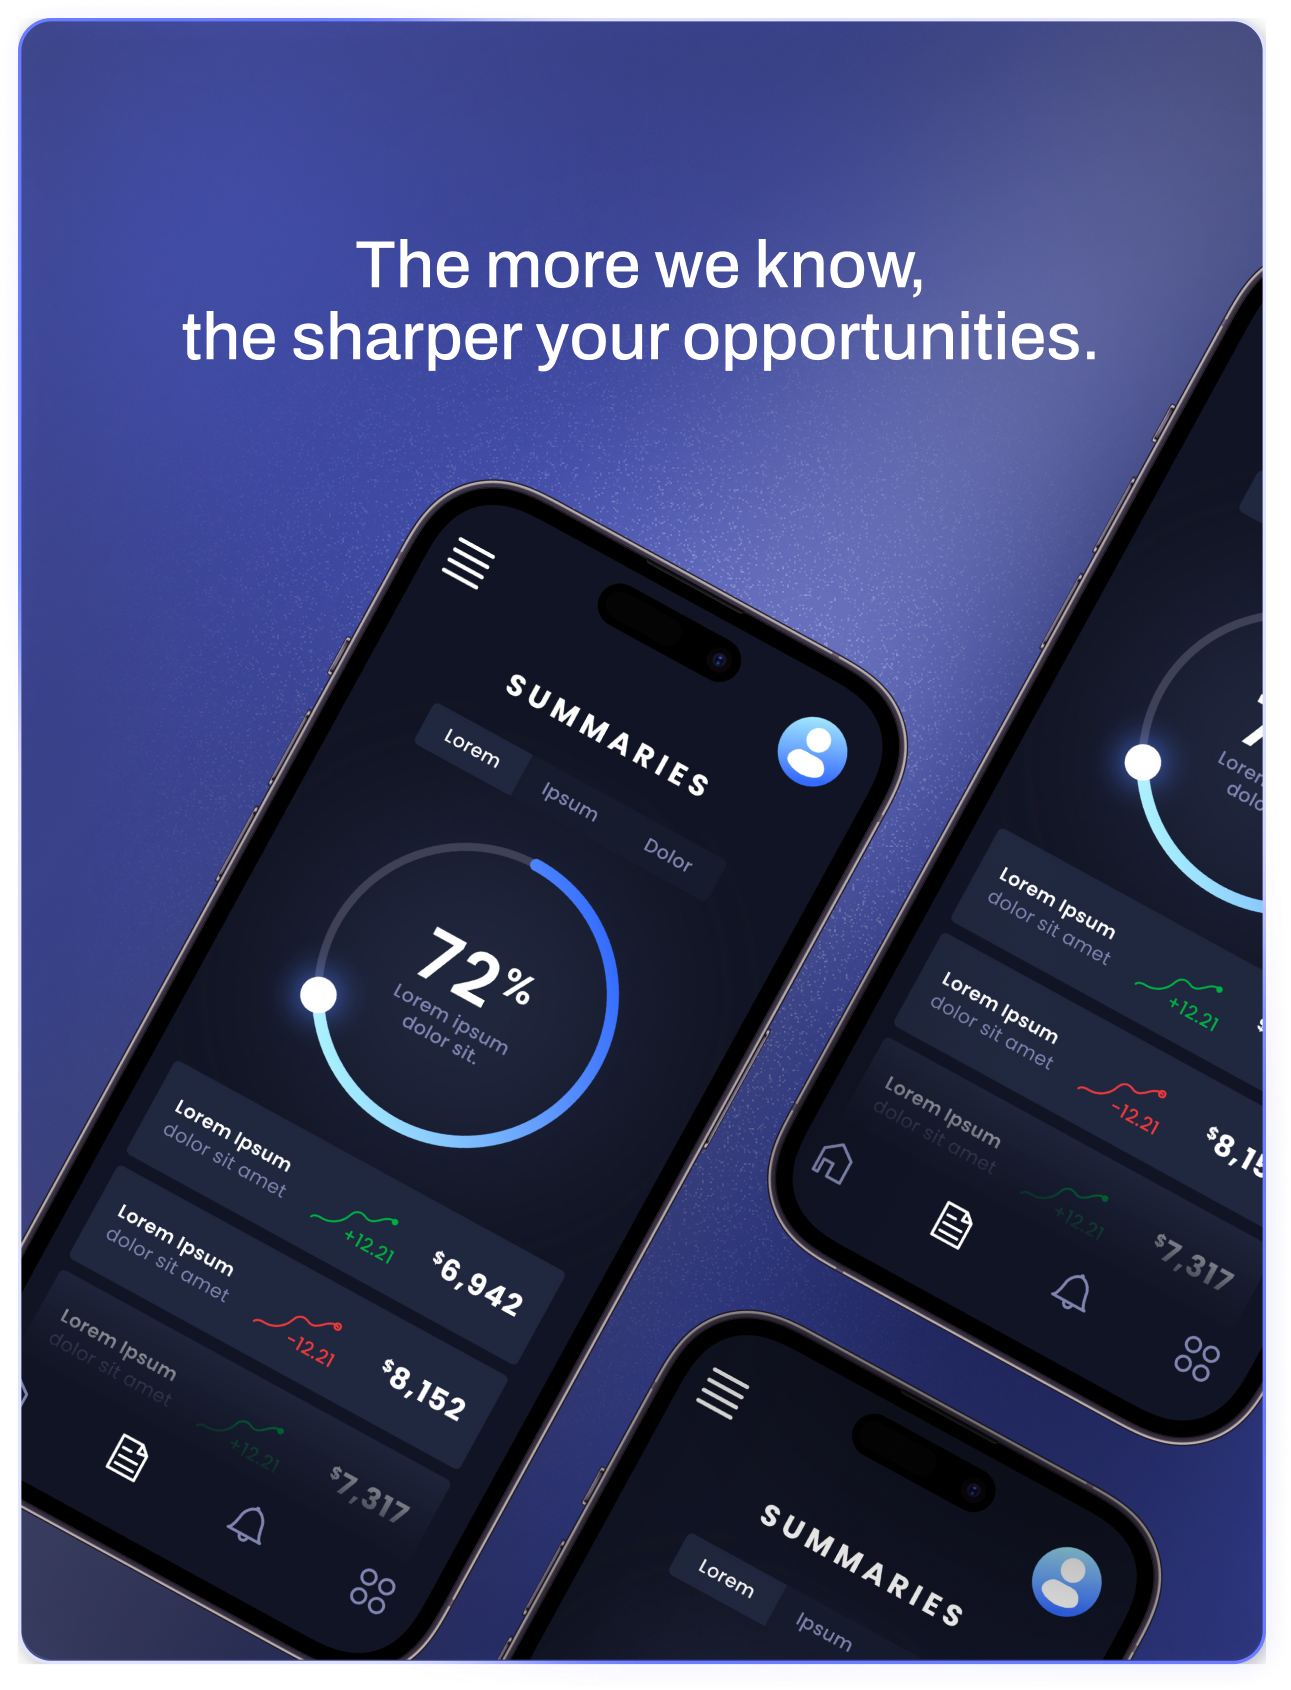 The more we know,
the sharper your opportunities.
SUMMARIES
Lorem
Ipsum
Dolor
72%
Lorem ipsum
dolor sit.
Lorem Ipsum
dolor sit amet
+12.21
$6,942
Lorem Ipsum
dolor sit amet
-12.21
$8,152
Lorem Ipsum
dolor sit amet
+12.21
$7,317
Lorem Ipsum
dolor sit amet
+12.21
Lorem Ipsum
dolor sit amet
-12.21
Lorem Ipsum
dolor sit amet
+12.21
$7,317
SUMMARIES
Lorem
Ipsum